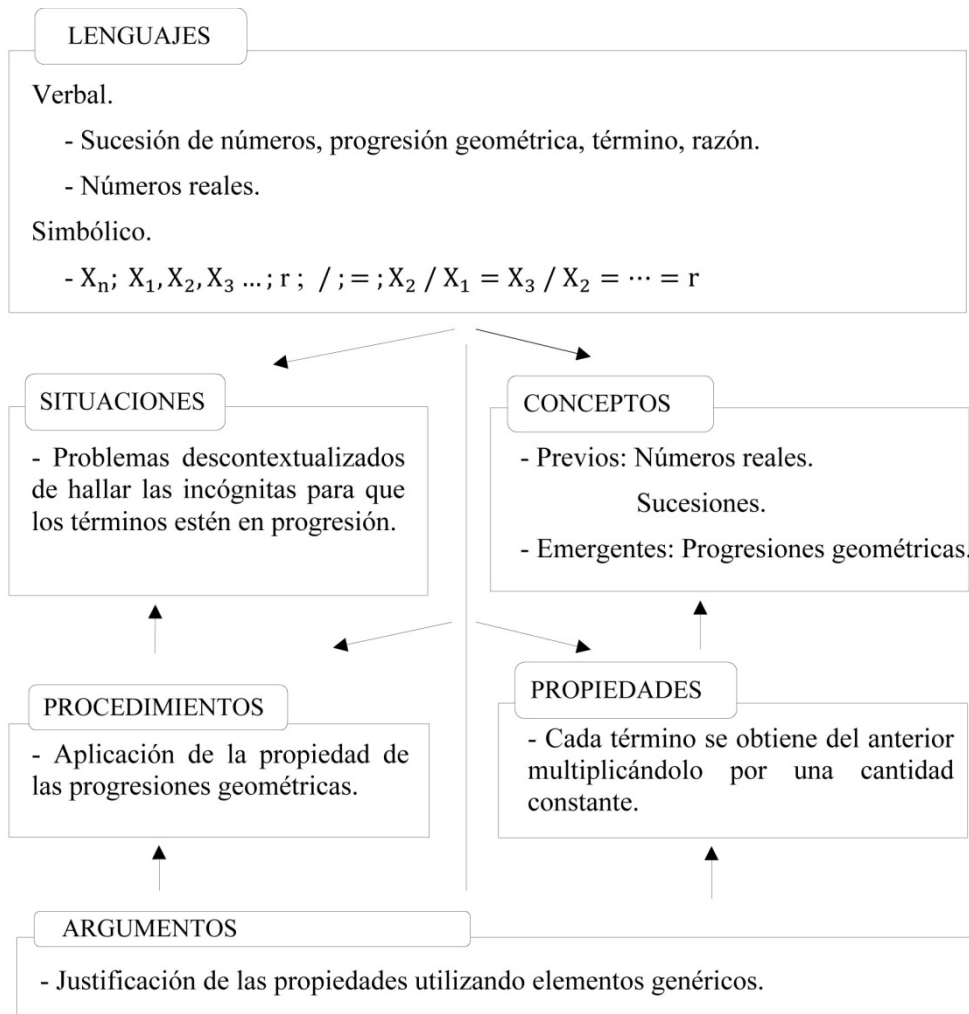 LENGUAJES
Verbal.
- Sucesión de números, progresión geométrica, término, razón.
- Números reales.
Simbólico.
- Xₙ; X₁, X₂, X₃ …; r ; / ; = ; X₂ / X₁ = X₃ / X₂ = ⋯ = r
SITUACIONES
- Problemas descontextualizados
de hallar las incógnitas para que
los términos estén en progresión.
CONCEPTOS
- Previos: Números reales.
Sucesiones.
- Emergentes: Progresiones geométricas.
PROCEDIMIENTOS
- Aplicación de la propiedad de
las progresiones geométricas.
PROPIEDADES
- Cada término se obtiene del anterior
multiplicándolo por una cantidad
constante.
ARGUMENTOS
- Justificación de las propiedades utilizando elementos genéricos.